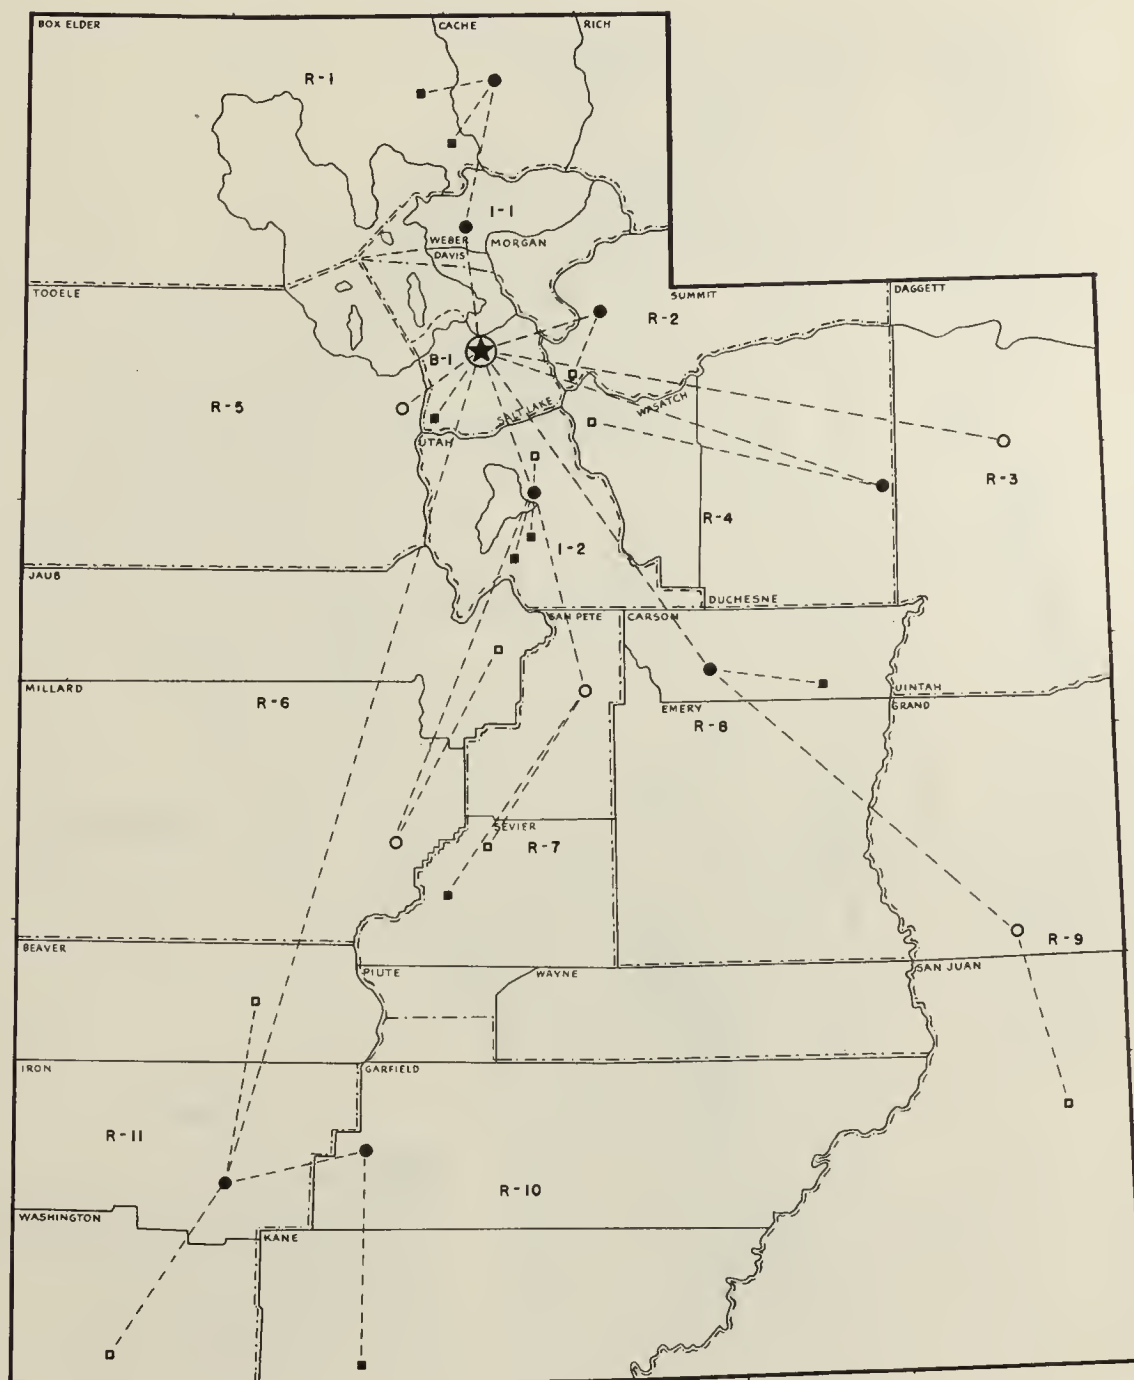 BOX ELDER
CACHE
RICH
R-1
I-1
WEBER
MORGAN
DAVIS
TOOELE
SUMMIT
DAGGETT
R-2
B-1
R-5
SALT LAKE
WASATCH
UTAH
R-3
R-4
I-2
JAUB
DUCHESNE
SAN PETE
CARSON
MILLARD
R-6
UINTAH
EMERY
GRAND
R-8
SEVIER
R-7
BEAVER
R-9
PIUTE
WAYNE
SAN JUAN
IRON
GARFIELD
R-11
R-10
WASHINGTON
KANE